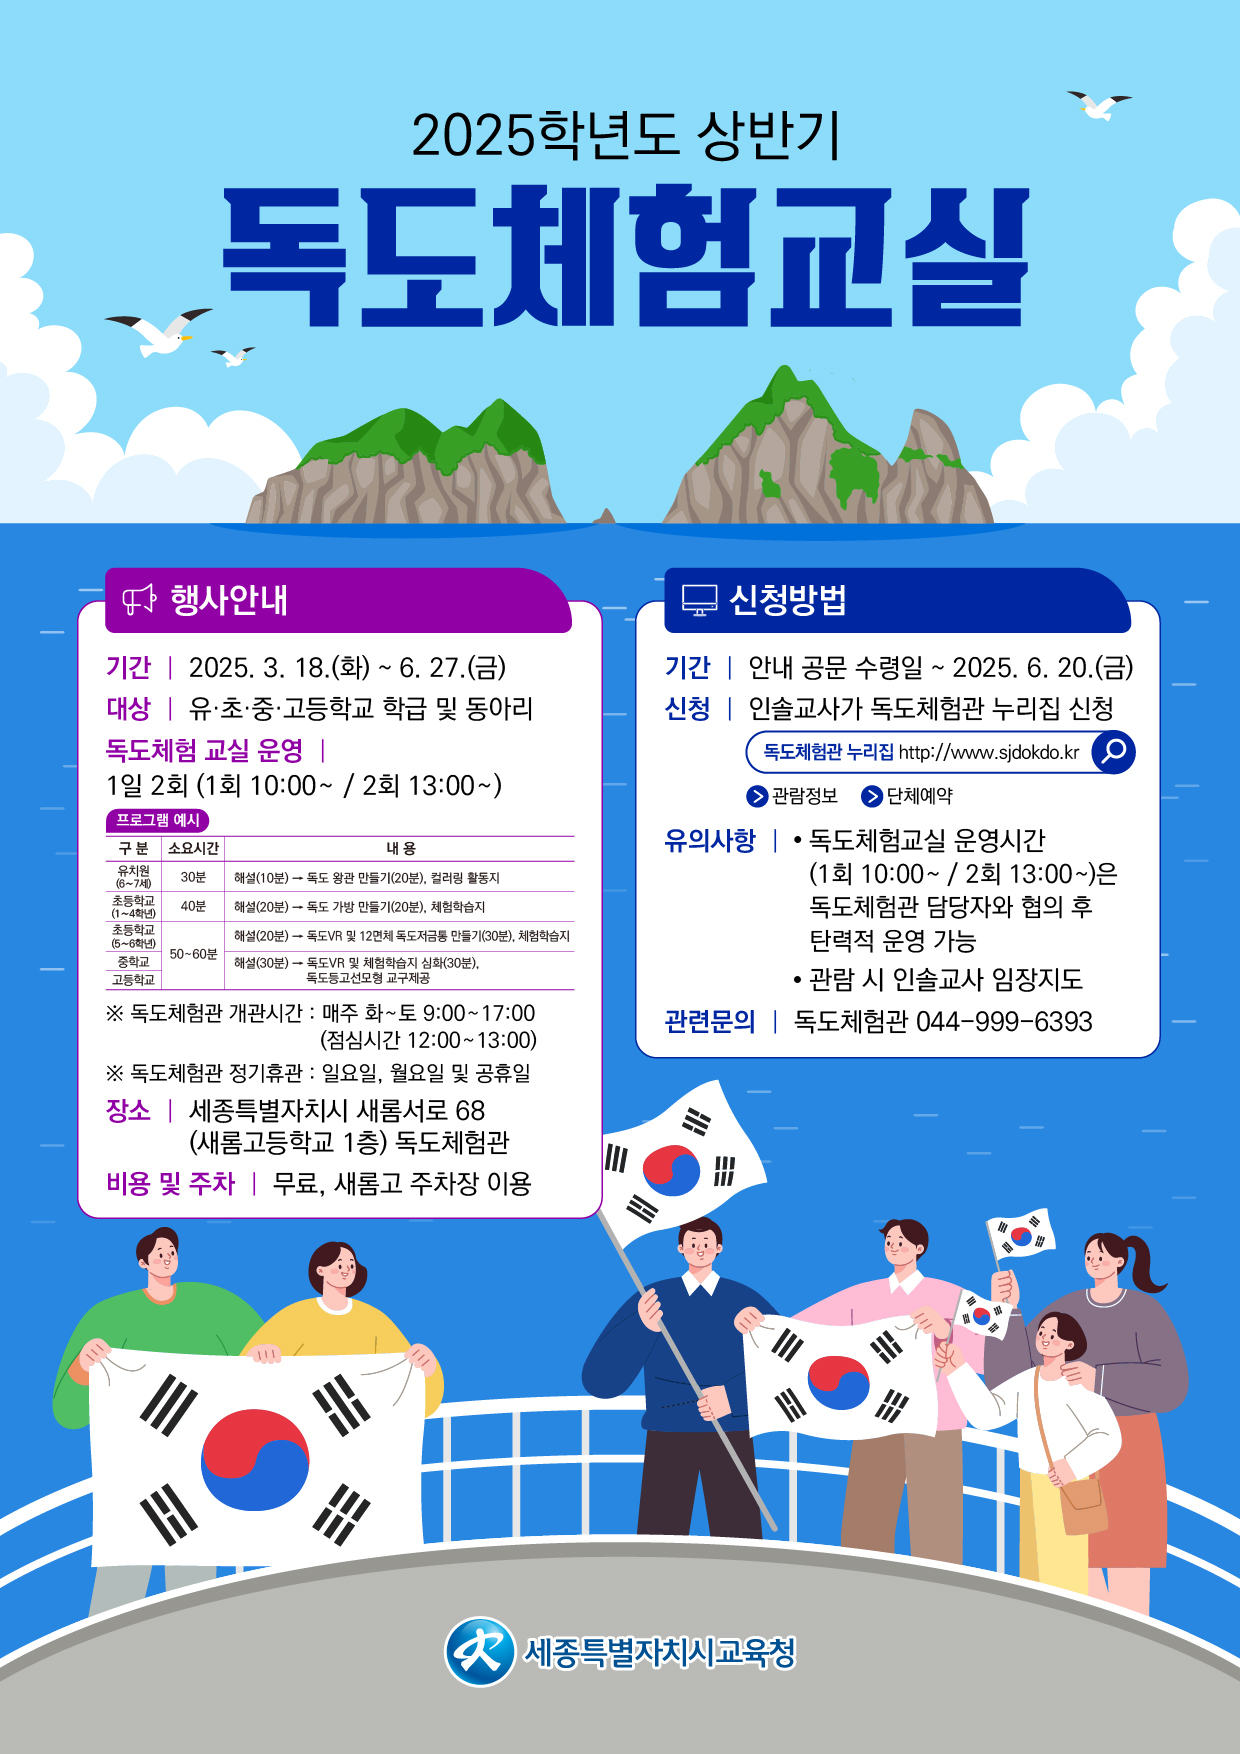 2025학년도 상반기
독도체험교실
행사안내
기간 | 2025. 3. 18.(화) ~ 6. 27.(금)
대상 | 유·초·중·고등학교 학급 및 동아리
독도체험 교실 운영 |
1일 2회 (1회 10:00~ / 2회 13:00~)
프로그램 예시
구 분 소요시간 내 용
유치원
(6~7세)
30분 해설(10분) → 독도 왕관 만들기(20분), 컬러링 활동지
초등학교
(1~4학년)
40분 해설(20분) → 독도 가방 만들기(20분), 체험학습지
초등학교
(5~6학년)
50~60분 해설(20분) → 독도VR 및 12면체 독도저금통 만들기(30분), 체험학습지
중학교
고등학교
해설(30분) → 독도VR 및 체험학습지 심화(30분),
독도등고선모형 교구제공
※ 독도체험관 개관시간 : 매주 화~토 9:00~17:00
(점심시간 12:00~13:00)
※ 독도체험관 정기휴관 : 일요일, 월요일 및 공휴일
장소 | 세종특별자치시 새롬서로 68
(새롬고등학교 1층) 독도체험관
비용 및 주차 | 무료, 새롬고 주차장 이용
신청방법
기간 | 안내 공문 수령일 ~ 2025. 6. 20.(금)
신청 | 인솔교사가 독도체험관 누리집 신청
독도체험관 누리집 http://www.sjdokdo.kr
관람정보 단체예약
유의사항 | • 독도체험교실 운영시간
(1회 10:00~ / 2회 13:00~)은
독도체험관 담당자와 협의 후
탄력적 운영 가능
• 관람 시 인솔교사 임장지도
관련문의 | 독도체험관 044-999-6393
세종특별자치시교육청